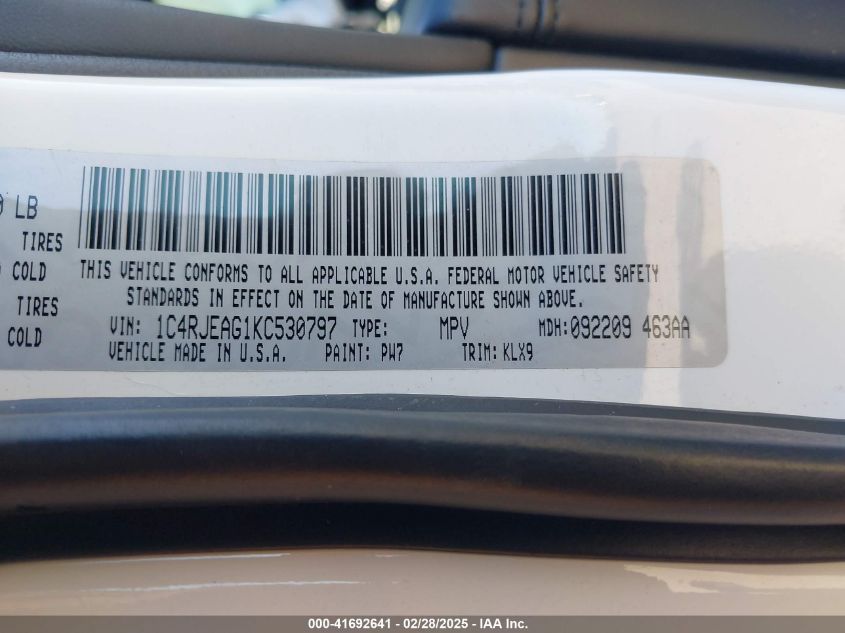 LB
TIRES
COLD
TIRES
COLD
THIS VEHICLE CONFORMS TO ALL APPLICABLE U.S.A. FEDERAL MOTOR VEHICLE SAFETY
STANDARDS IN EFFECT ON THE DATE OF MANUFACTURE SHOWN ABOVE.
VIN: 1C4RJEAG1KC530797 TYPE: MPV MDH:092209 463AA
VEHICLE MADE IN U.S.A. PAINT: PW7 TRIM: KLX9
000-41692641 - 02/28/2025 - IAA Inc.